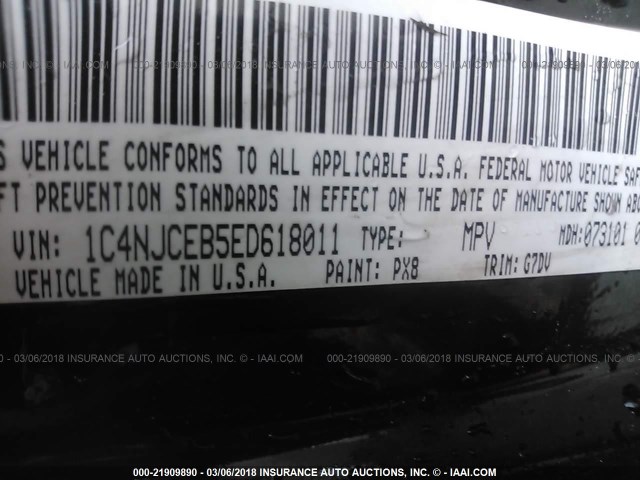 S VEHICLE CONFORMS TO ALL APPLICABLE U.S.A. FEDERAL MOTOR VEHICLE SAF
FT PREVENTION STANDARDS IN EFFECT ON THE DATE OF MANUFACTURE SHOWN ABO
VIN: 1C4NJCEB5ED618011 TYPE: MPV MDH:073101 0
VEHICLE MADE IN U.S.A. PAINT: PX8 TRIM: G7DV
000-21909890 - 03/06/2018 INSURANCE AUTO AUCTIONS, INC. © - IAAI.COM